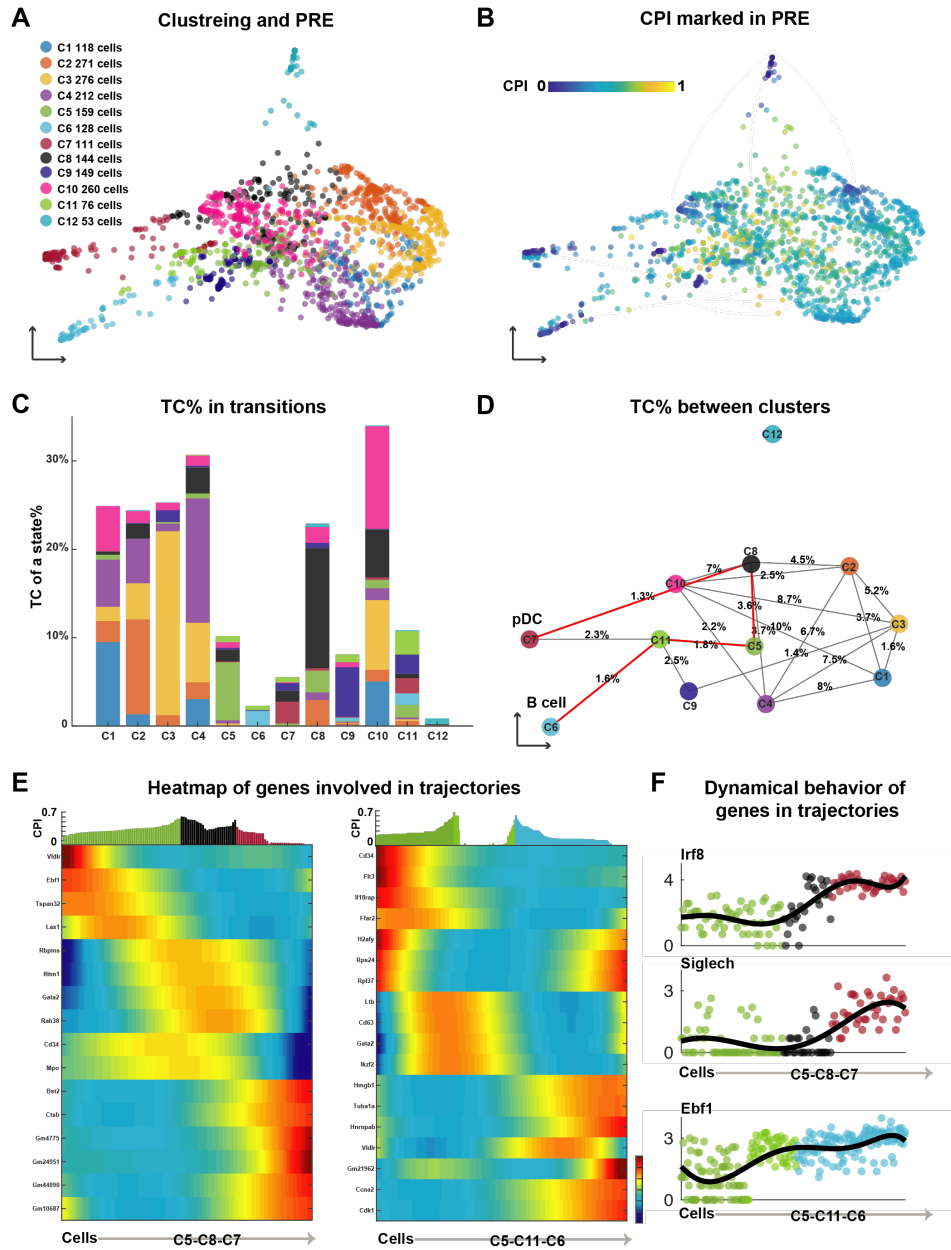 A
Clustreing and PRE
C1 118 cells
C2 271 cells
C3 276 cells
C4 212 cells
C5 159 cells
C6 128 cells
C7 111 cells
C8 144 cells
C9 149 cells
C10 260 cells
C11 76 cells
C12 53 cells
B
CPI marked in PRE
CPI 0 1
C
TC% in transitions
TC of a state%
30%
20%
10%
0
C1 C2 C3 C4 C5 C6 C7 C8 C9 C10 C11 C12
D
TC% between clusters
C12
C8
4.5%
C2
7%
2.5%
C10
5.2%
1.3%
8.7%
3.6%
pDC
2.2%
3.7%
C3
3.7%
10%
6.7%
C7
2.3%
C11
1.8%
C5
1.4%
1.6%
2.5%
7.5%
C1
1.6%
8%
C9
B cell
C4
C6
E
Heatmap of genes involved in trajectories
0.7
CPI
0
Vldlr
Ebf1
Tspan32
Lax1
Rbpms
Ifitm1
Gata2
Rab38
Cd34
Mpo
Bst2
Ctsb
Gm4775
Gm24951
Gm44090
Gm10687
Cells
C5-C8-C7
0.7
CPI
0
Cd34
Flt3
Il18rap
Ffar2
H2afy
Rps24
Rpl37
Ltb
Cd63
Gata2
Ikzf2
Hmgb1
Tuba1a
Hnrnpab
Vldlr
Gm21962
Ccna2
Cdk1
Cells
C5-C11-C6
F
Dynamical behavior of
genes in trajectories
Irf8
4
0
Siglech
3
0
Cells
C5-C8-C7
Ebf1
3
0
Cells
C5-C11-C6